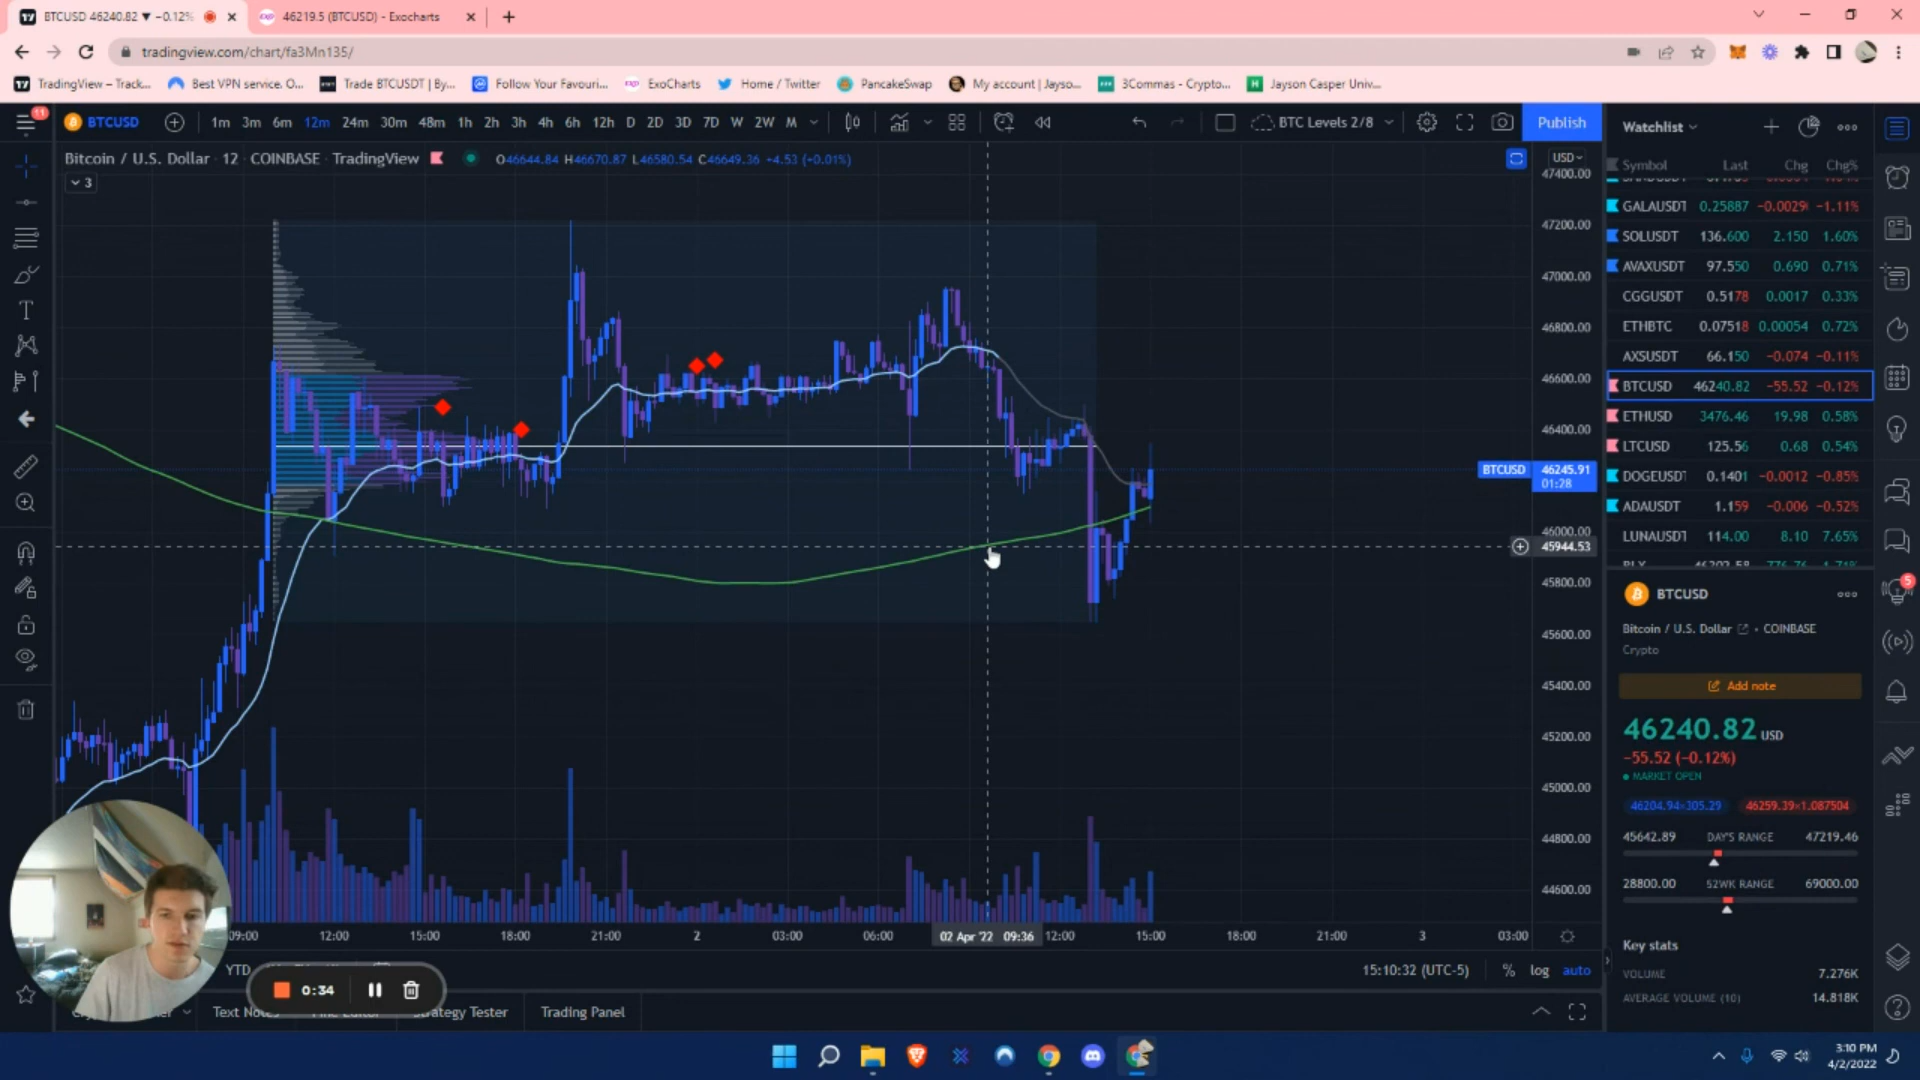 BTCUSD 46240.82 ▼ −0.12%
46219.5 (BTCUSD) - Exocharts
tradingview.com/chart/fa3Mn135/
TradingView – Track...
Best VPN service. O...
Trade BTCUSDT | By...
Follow Your Favouri...
ExoCharts
Home / Twitter
PancakeSwap
My account | Jayso...
3Commas - Crypto...
Jayson Casper Univ...
11
BTCUSD
1m 3m 6m 12m 24m 30m 48m 1h 2h 3h 4h 6h 12h D 2D 3D 7D W 2W M
BTC Levels 2/8
Publish
Bitcoin / U.S. Dollar · 12 · COINBASE · TradingView
O46644.84 H46670.87 L46580.54 C46649.36 +4.53 (+0.01%)
3
USD
47400.00
47200.00
47000.00
46800.00
46600.00
46400.00
BTCUSD 46245.91
01:28
46000.00
45944.53
45800.00
45600.00
45400.00
45200.00
45000.00
44800.00
44600.00
09:00 12:00 15:00 18:00 21:00 2 03:00 06:00 02 Apr '22 09:36 12:00 15:00 18:00 21:00 3 03:00
YTD
15:10:32 (UTC-5) % log auto
0:34
Strategy Tester
Trading Panel
Watchlist
Symbol Last Chg Chg%
GALAUSDT 0.25887 −0.0029 −1.11%
SOLUSDT 136.600 2.150 1.60%
AVAXUSDT 97.550 0.690 0.71%
CGGUSDT 0.5178 0.0017 0.33%
ETHBTC 0.07518 0.00054 0.72%
AXSUSDT 66.150 −0.074 −0.11%
BTCUSD 46240.82 −55.52 −0.12%
ETHUSD 3476.46 19.98 0.58%
LTCUSD 125.56 0.68 0.54%
DOGEUSDT 0.1401 −0.0012 −0.85%
ADAUSDT 1.159 −0.006 −0.52%
LUNAUSDT 114.00 8.10 7.65%
BTCUSD
Bitcoin / U.S. Dollar • COINBASE
Crypto
Add note
46240.82 USD
−55.52 (−0.12%)
MARKET OPEN
46204.94×305.29 46259.39×1.087504
45642.89 DAY'S RANGE 47219.46
28800.00 52WK RANGE 69000.00
Key stats
VOLUME 7.276K
AVERAGE VOLUME (10) 14.818K
5
3:10 PM
4/2/2022